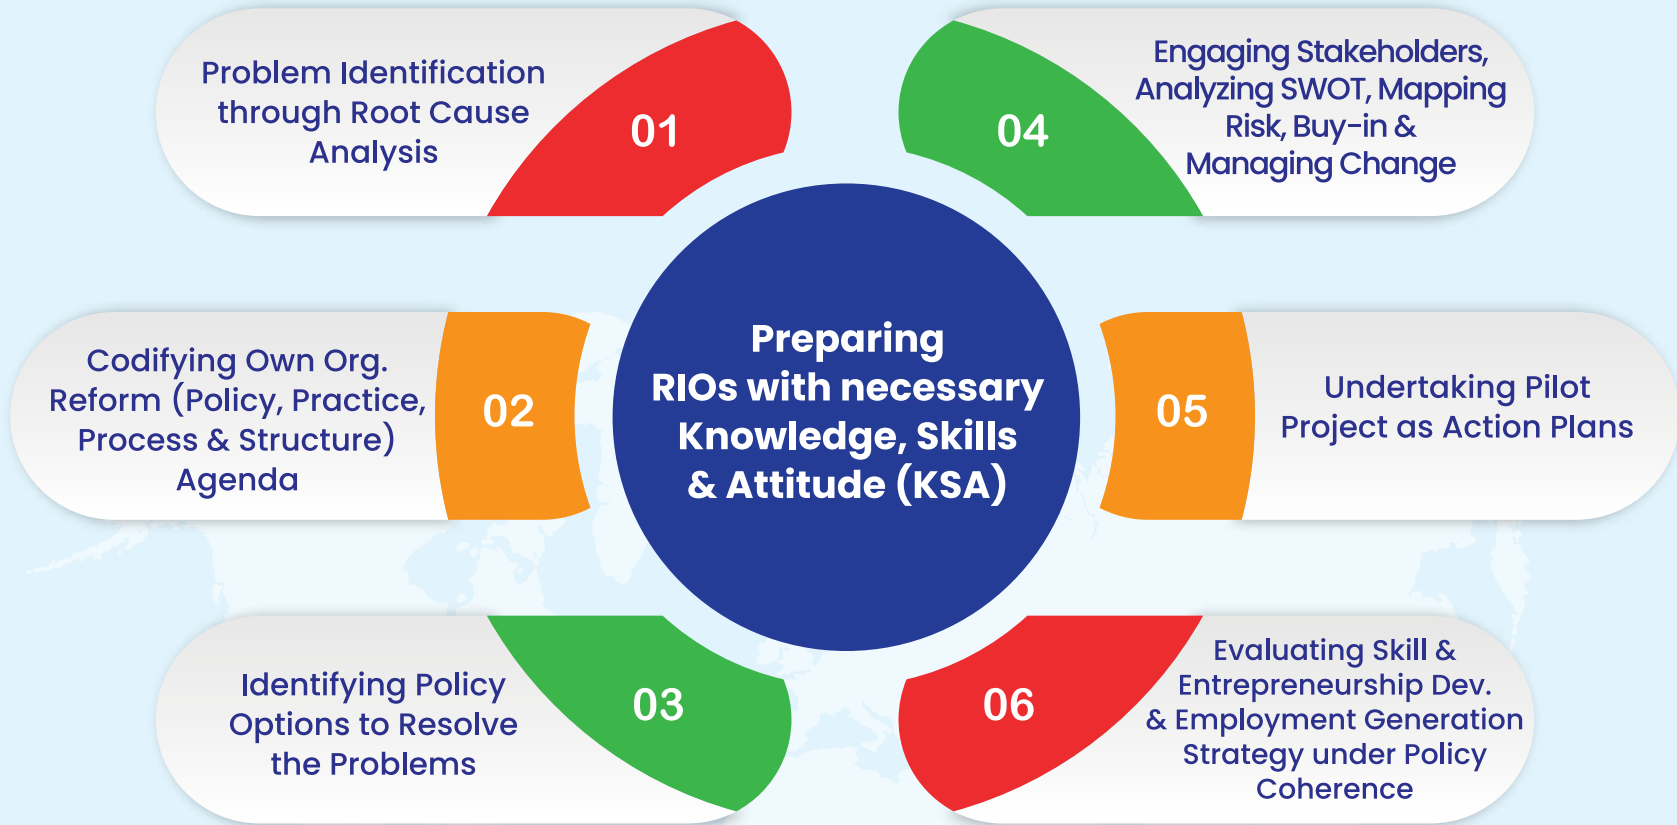 Problem Identification
through Root Cause
Analysis
01
Codifying Own Org.
Reform (Policy, Practice,
Process & Structure)
Agenda
02
Identifying Policy
Options to Resolve
the Problems
03
Preparing
RIOs with necessary
Knowledge, Skills
& Attitude (KSA)
04
Engaging Stakeholders,
Analyzing SWOT, Mapping
Risk, Buy-in &
Managing Change
05
Undertaking Pilot
Project as Action Plans
06
Evaluating Skill &
Entrepreneurship Dev.
& Employment Generation
Strategy under Policy
Coherence